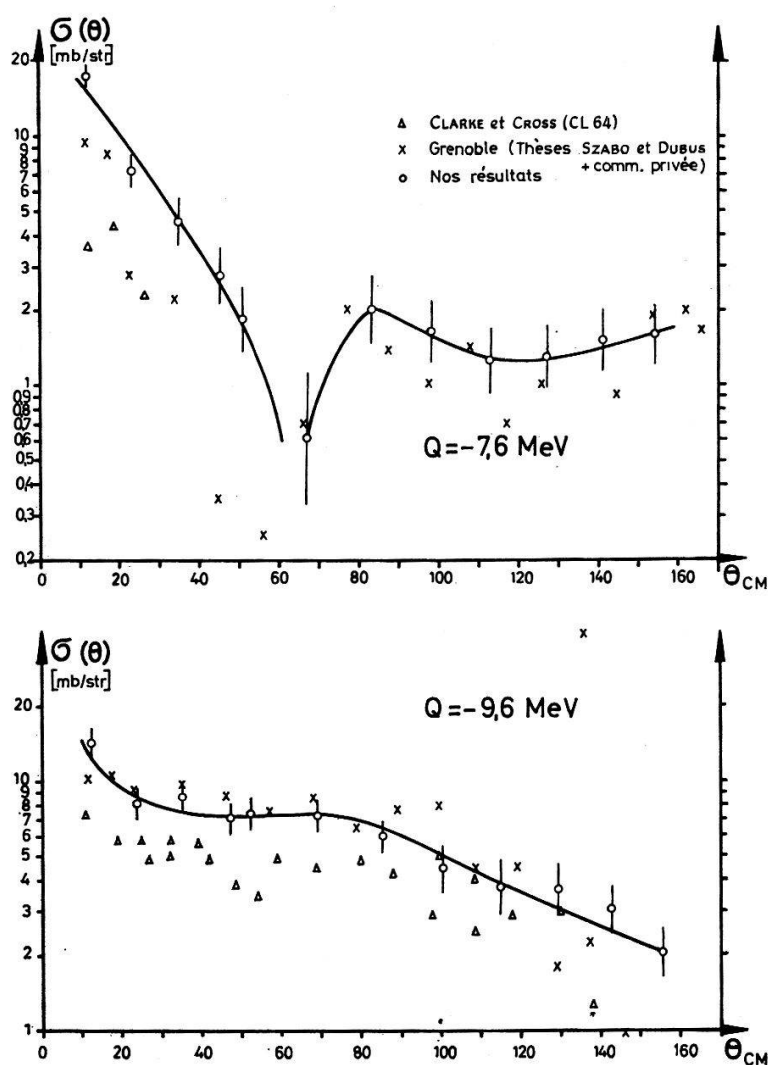 σ(θ)
[mb/str]
20
10
9
8
7
6
5
4
3
2
1
0,9
0,8
0,7
0,6
0,5
0,4
0,3
0,2
△ CLARKE et CROSS (CL 64)
x Grenoble (Thèses SZABO et DUBUS
+ comm. privée)
o Nos résultats
Q=-7,6 MeV
0 20 40 60 80 100 120 140 160 θCM
σ(θ)
[mb/str]
20
10
9
8
7
6
5
4
3
2
1
Q=-9,6 MeV
0 20 40 60 80 100 120 140 160 θCM